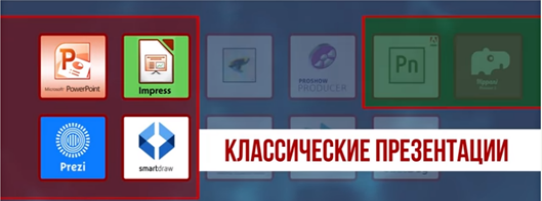 Microsoft PowerPoint
Impress
PROSHOW
PRODUCER
Pn
Prezi
smartdraw
КЛАССИЧЕСКИЕ ПРЕЗЕНТАЦИИ